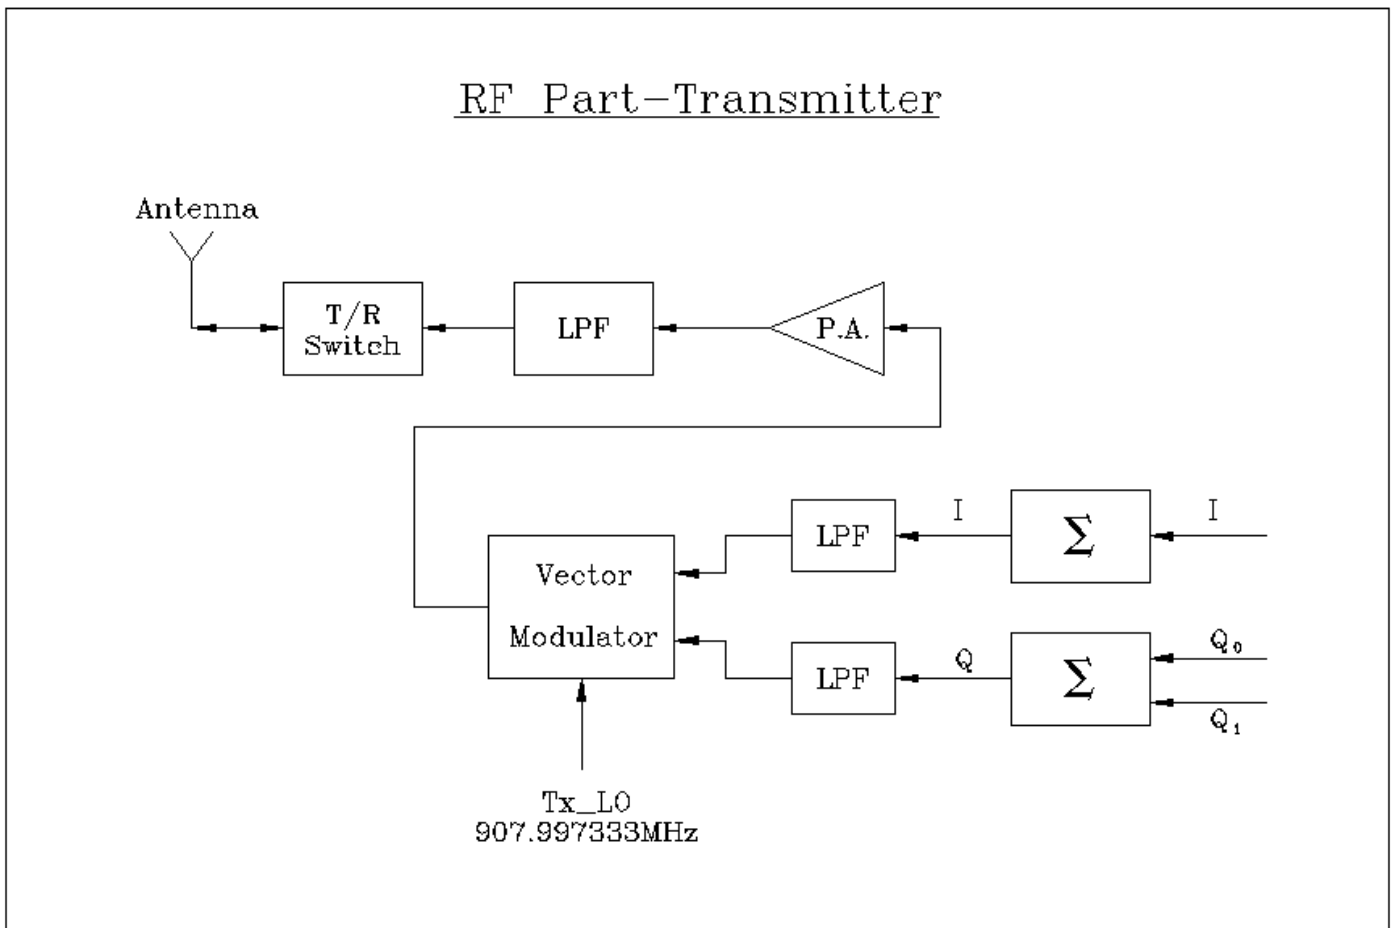 RF Part-Transmitter
Antenna
T/R
Switch
LPF
P.A.
I
I
LPF
Σ
Vector
Modulator
Q
Q₀
LPF
Σ
Q₁
Tx_LO
907.997333MHz